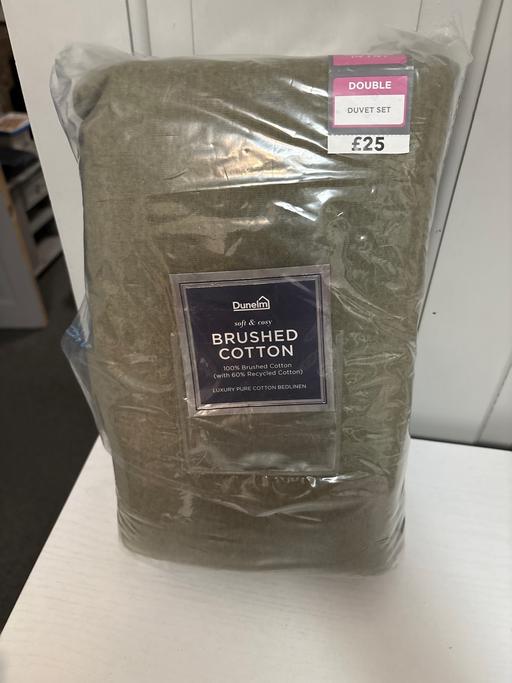 DOUBLE
DUVET SET
£25
Dunelm
soft & cosy
BRUSHED
COTTON
100% Brushed Cotton
(with 60% Recycled Cotton)
LUXURY PURE COTTON BEDLINEN